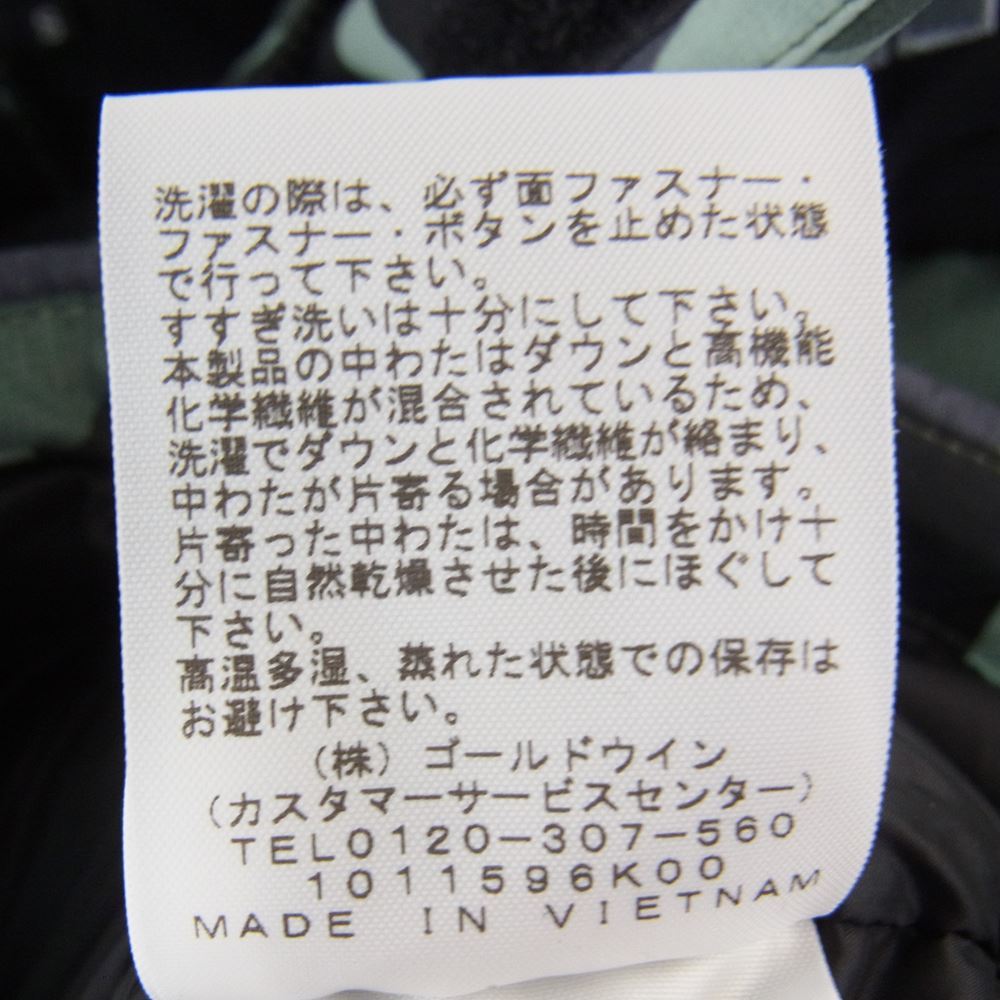 洗濯の際は、必ず面ファスナー・
ファスナー・ボタンを止めた状態
で行って下さい。
すすぎ洗いは十分にして下さい。
本製品の中わたはダウンと高機能
化学繊維が混合されているため、
洗濯でダウンと化学繊維が絡まり、
中わたが片寄る場合があります。
片寄った中わたは、時間をかけ十
分に自然乾燥させた後にほぐして
下さい。
高温多湿、蒸れた状態での保存は
お避け下さい。
(株)ゴールドウイン
(カスタマーサービスセンター)
TEL0120-307-560
1011596K00
MADE IN VIETNAM